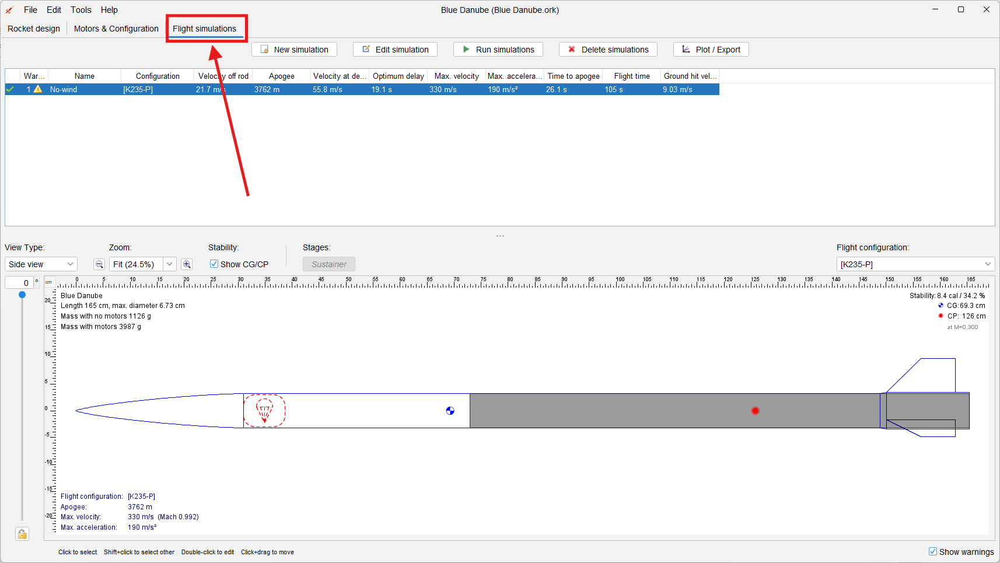 File Edit Tools Help
Blue Danube (Blue Danube.ork)
Rocket design Motors & Configuration Flight simulations
New simulation Edit simulation Run simulations Delete simulations Plot / Export
War... Name Configuration Velocity off rod Apogee Velocity at de... Optimum delay Max. velocity Max. accelera... Time to apogee Flight time Ground hit vel...
1 No-wind [K235-P] 21.7 m/s 3762 m 55.8 m/s 19.1 s 330 m/s 190 m/s² 26.1 s 105 s 9.03 m/s
View Type: Zoom: Stability: Stages: Flight configuration:
Side view Fit (24.5%) Show CG/CP Sustainer [K235-P]
0 °
cm 0 5 10 15 20 25 30 35 40 45 50 55 60 65 70 75 80 85 90 95 100 105 110 115 120 125 130 135 140 145 150 155 160 165
20
15
10
5
0
-5
-10
-15
-20
Blue Danube
Length 165 cm, max. diameter 6.73 cm
Mass with no motors 1126 g
Mass with motors 3987 g
Stability: 8.4 cal / 34.2 %
CG: 69.3 cm
CP: 126 cm
at M=0.300
Flight configuration: [K235-P]
Apogee: 3762 m
Max. velocity: 330 m/s (Mach 0.992)
Max. acceleration: 190 m/s²
Click to select Shift+click to select other Double-click to edit Click+drag to move
Show warnings